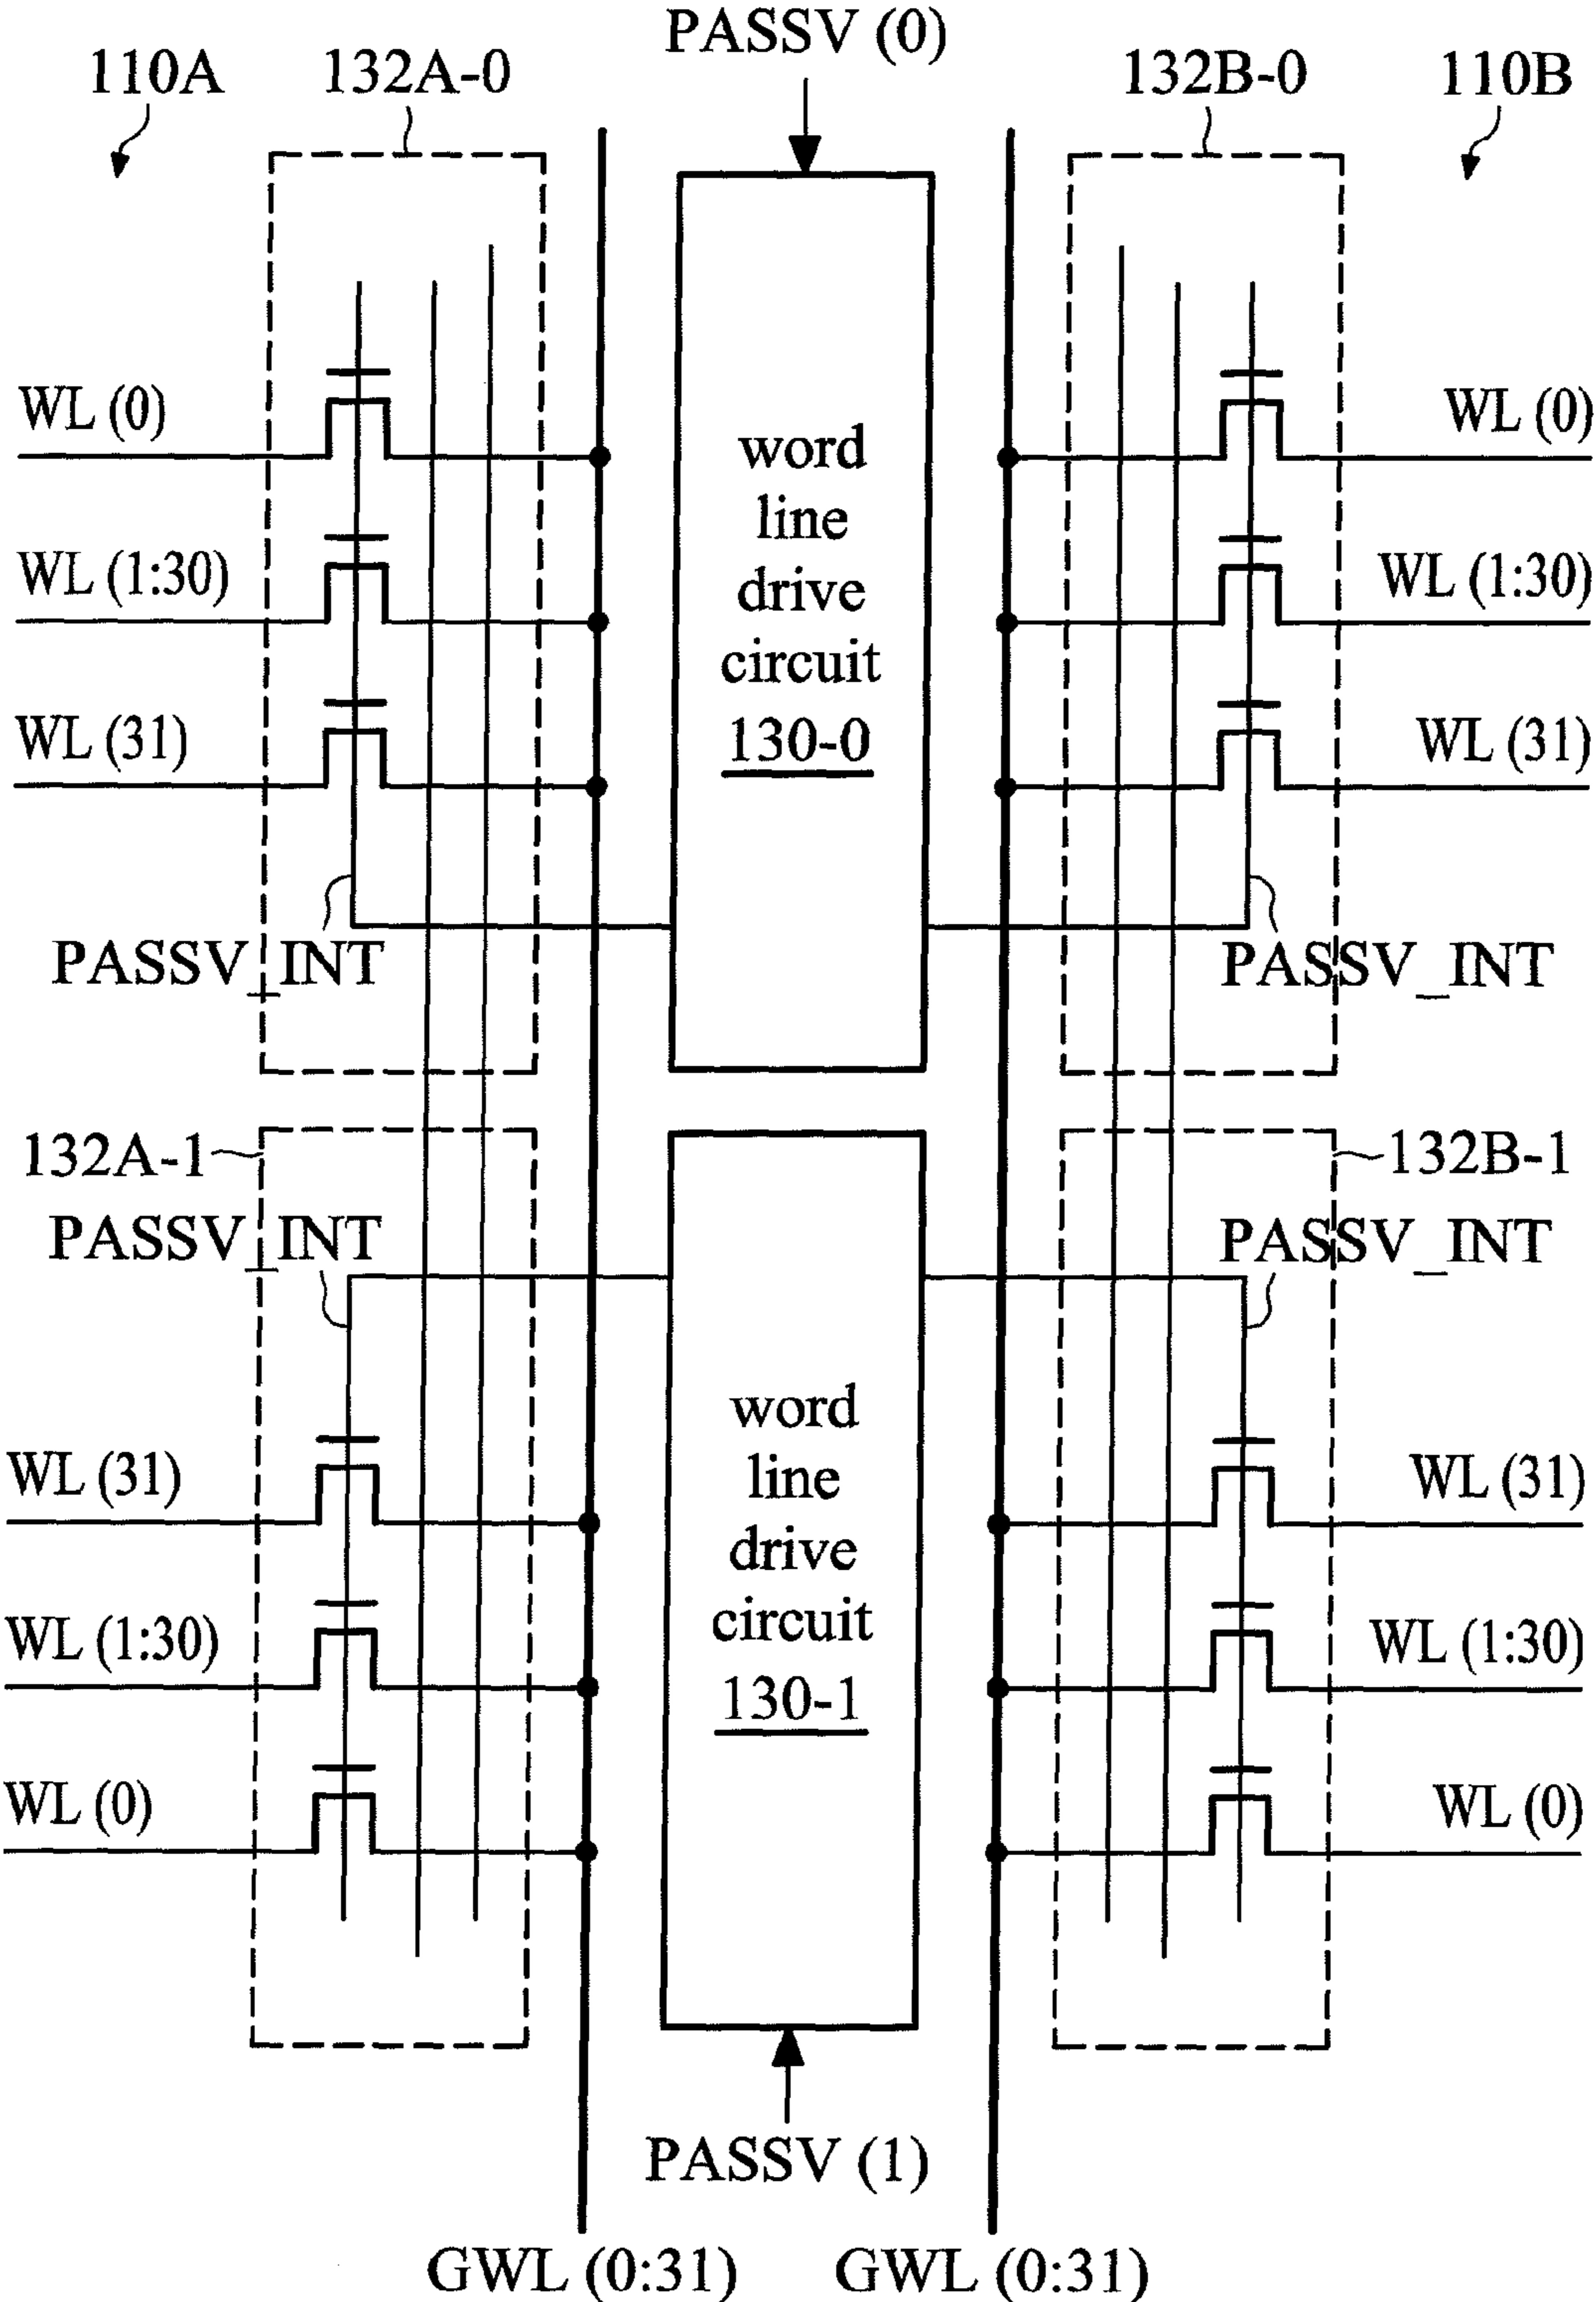 PASSV (0)
110A
132A-0
132B-0
110B
WL (0)
WL (0)
word
line
drive
circuit
130-0
WL (1:30)
WL (1:30)
WL (31)
WL (31)
PASSV_INT
PASSV_INT
132A-1
132B-1
PASSV_INT
PASSV_INT
word
line
drive
circuit
130-1
WL (31)
WL (31)
WL (1:30)
WL (1:30)
WL (0)
WL (0)
PASSV (1)
GWL (0:31)
GWL (0:31)